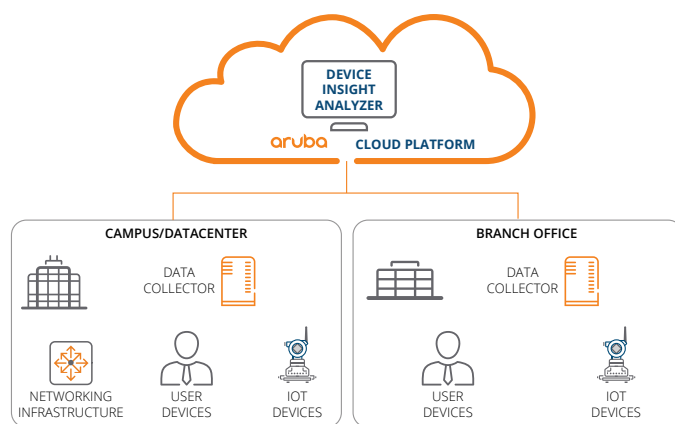 DEVICE
INSIGHT
ANALYZER
aruba CLOUD PLATFORM
CAMPUS/DATACENTER
DATA
COLLECTOR
NETWORKING
INFRASTRUCTURE
USER
DEVICES
IOT
DEVICES
BRANCH OFFICE
DATA
COLLECTOR
USER
DEVICES
IOT
DEVICES